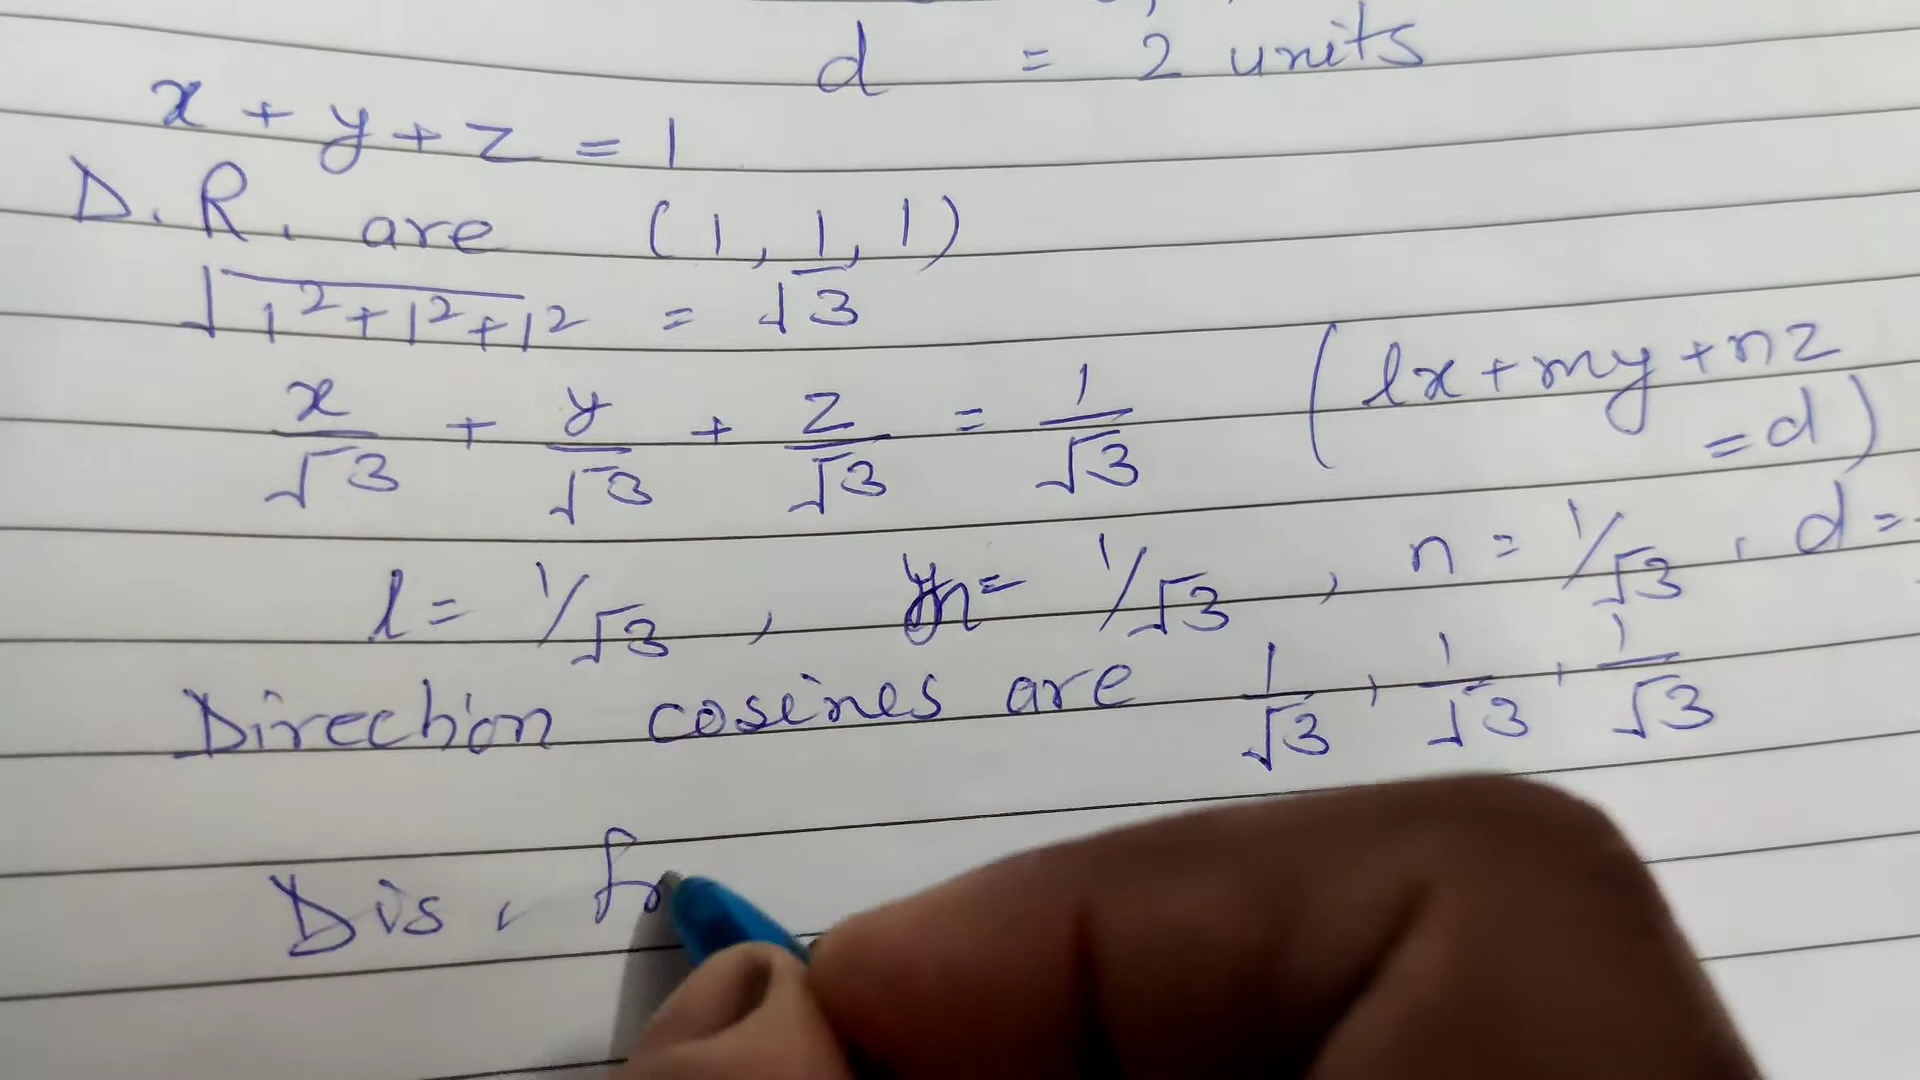 d = 2 units
x + y + z = 1
D.R. are (1, 1, 1)
√1²+1²+1² = √3
x/√3 + y/√3 + z/√3 = 1/√3 (lx + my + nz
= d)
l = 1/√3, m = 1/√3, n = 1/√3, d =
Direction cosines are 1/√3, 1/√3, 1/√3
Dis. fro